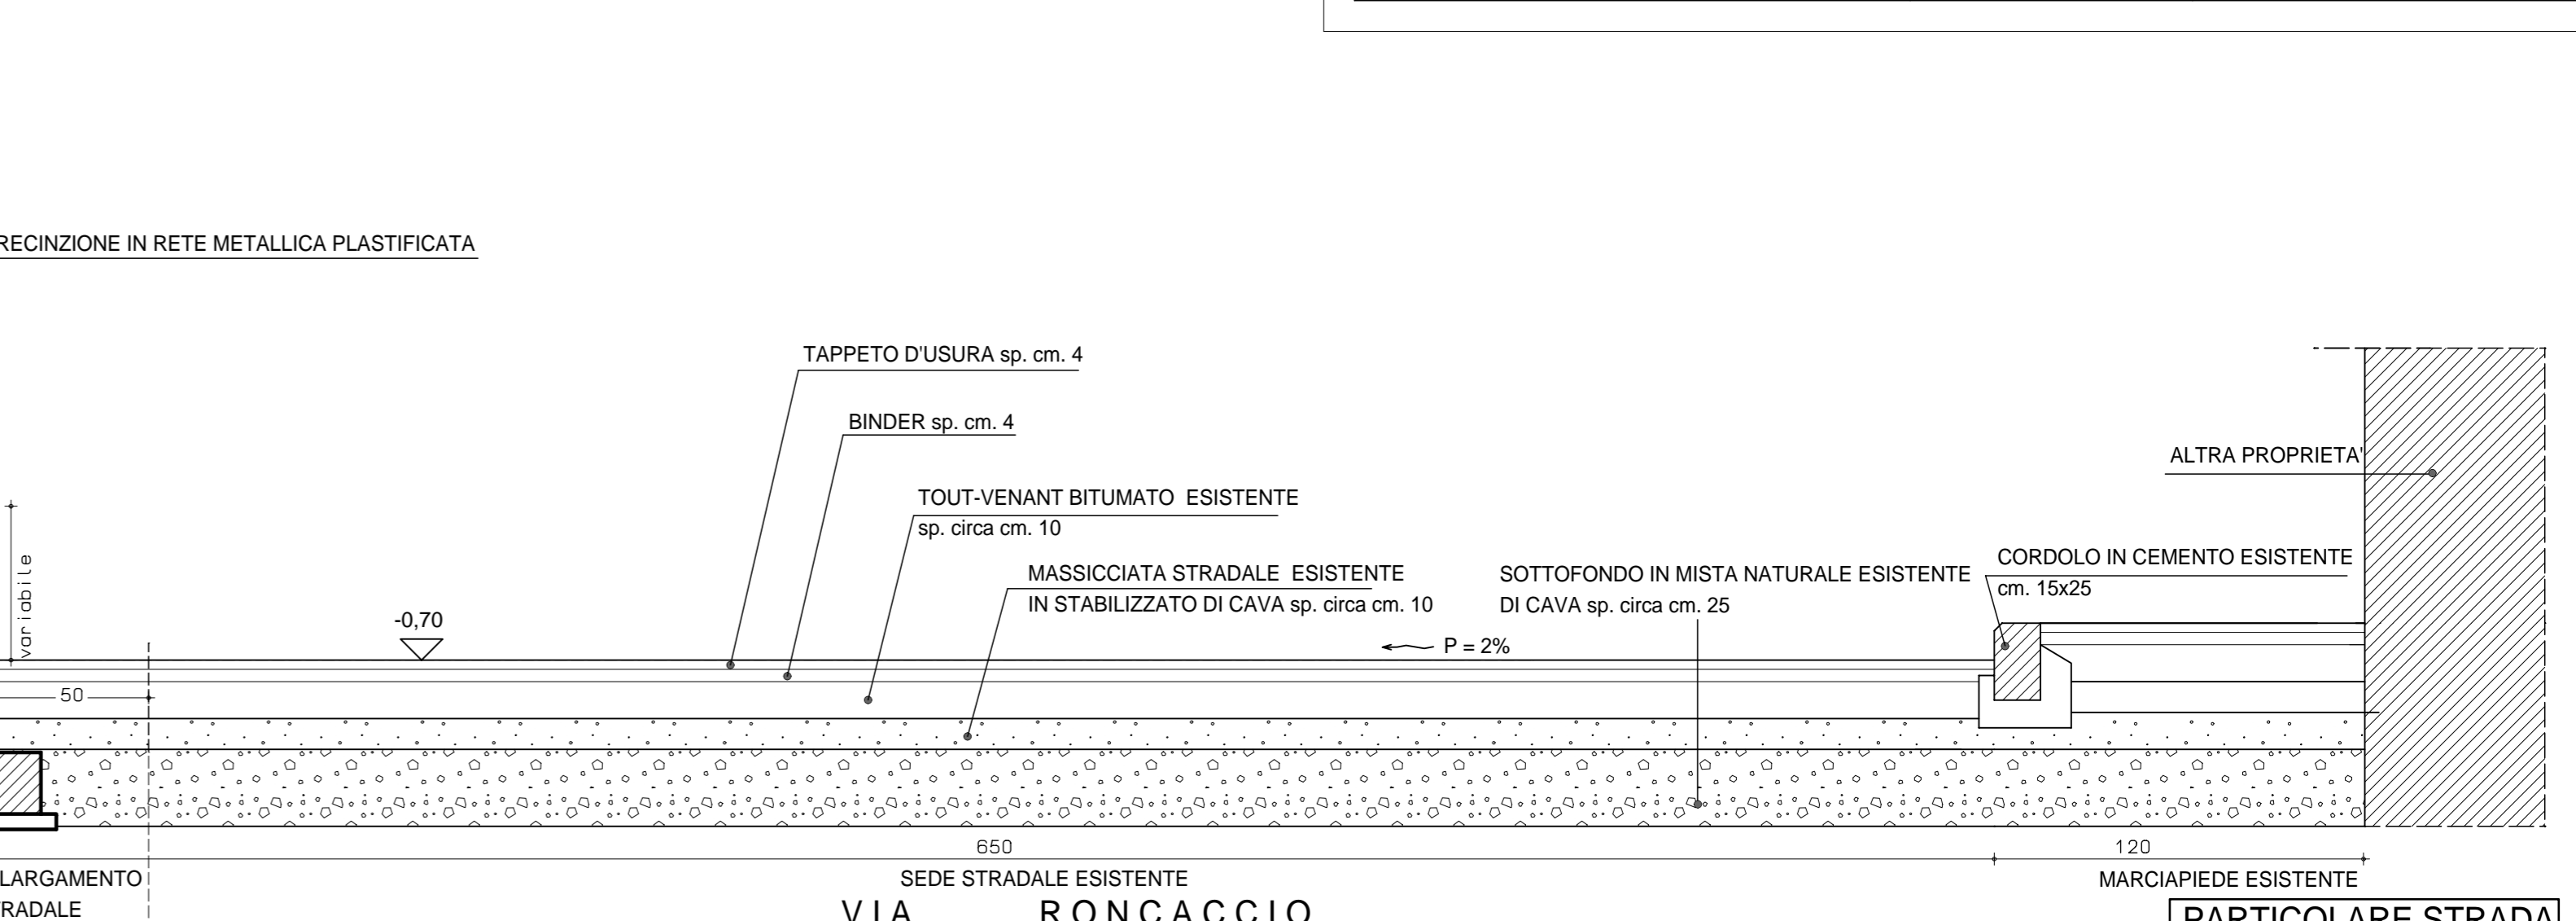 RECINZIONE IN RETE METALLICA PLASTIFICATA
TAPPETO D'USURA sp. cm. 4
BINDER sp. cm. 4
ALTRA PROPRIETA'
TOUT-VENANT BITUMATO ESISTENTE
sp. circa cm. 10
MASSICCIATA STRADALE ESISTENTE
IN STABILIZZATO DI CAVA sp. circa cm. 10
SOTTOFONDO IN MISTA NATURALE ESISTENTE
DI CAVA sp. circa cm. 25
CORDOLO IN CEMENTO ESISTENTE
cm. 15x25
variabile
-0,70
P = 2%
50
650
120
LARGAMENTO
SEDE STRADALE ESISTENTE
MARCIAPIEDE ESISTENTE
RADALE
VIA RONCACCIO
PARTICOLARE STRADA